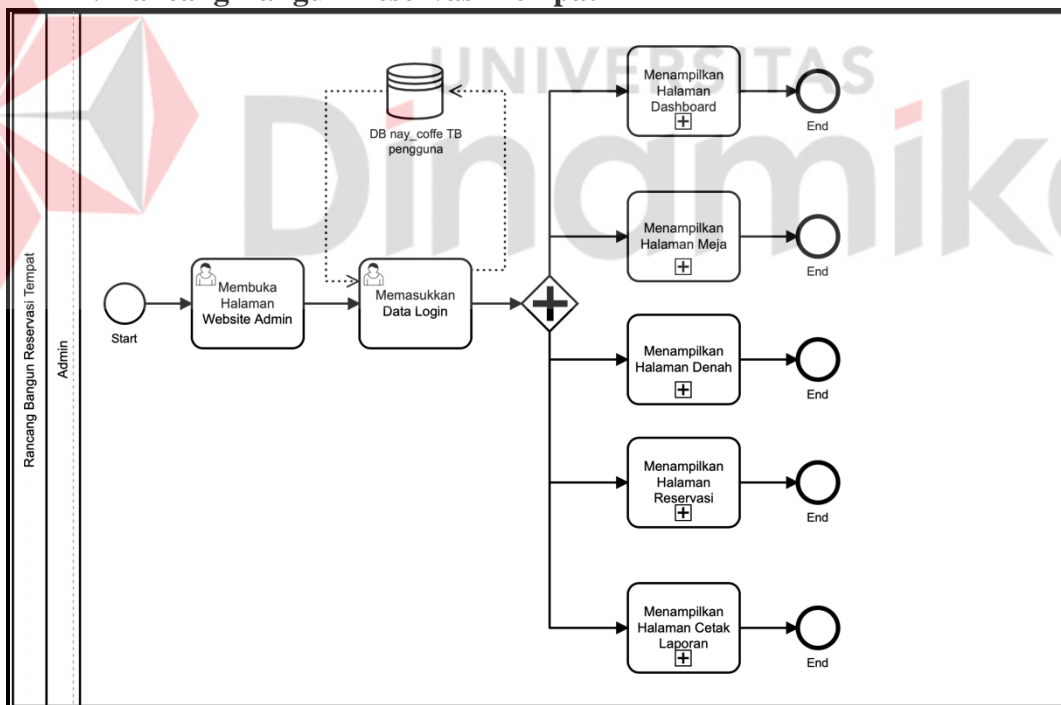 UNIVERSITAS
Dinamika
Rancang Bangun Reservasi Tempat
Admin
Start
Membuka
Halaman
Website Admin
Memasukkan
Data Login
DB nay_coffe TB
pengguna
Menampilkan
Halaman
Dashboard
End
Menampilkan
Halaman Meja
End
Menampilkan
Halaman Denah
End
Menampilkan
Halaman
Reservasi
End
Menampilkan
Halaman Cetak
Laporan
End